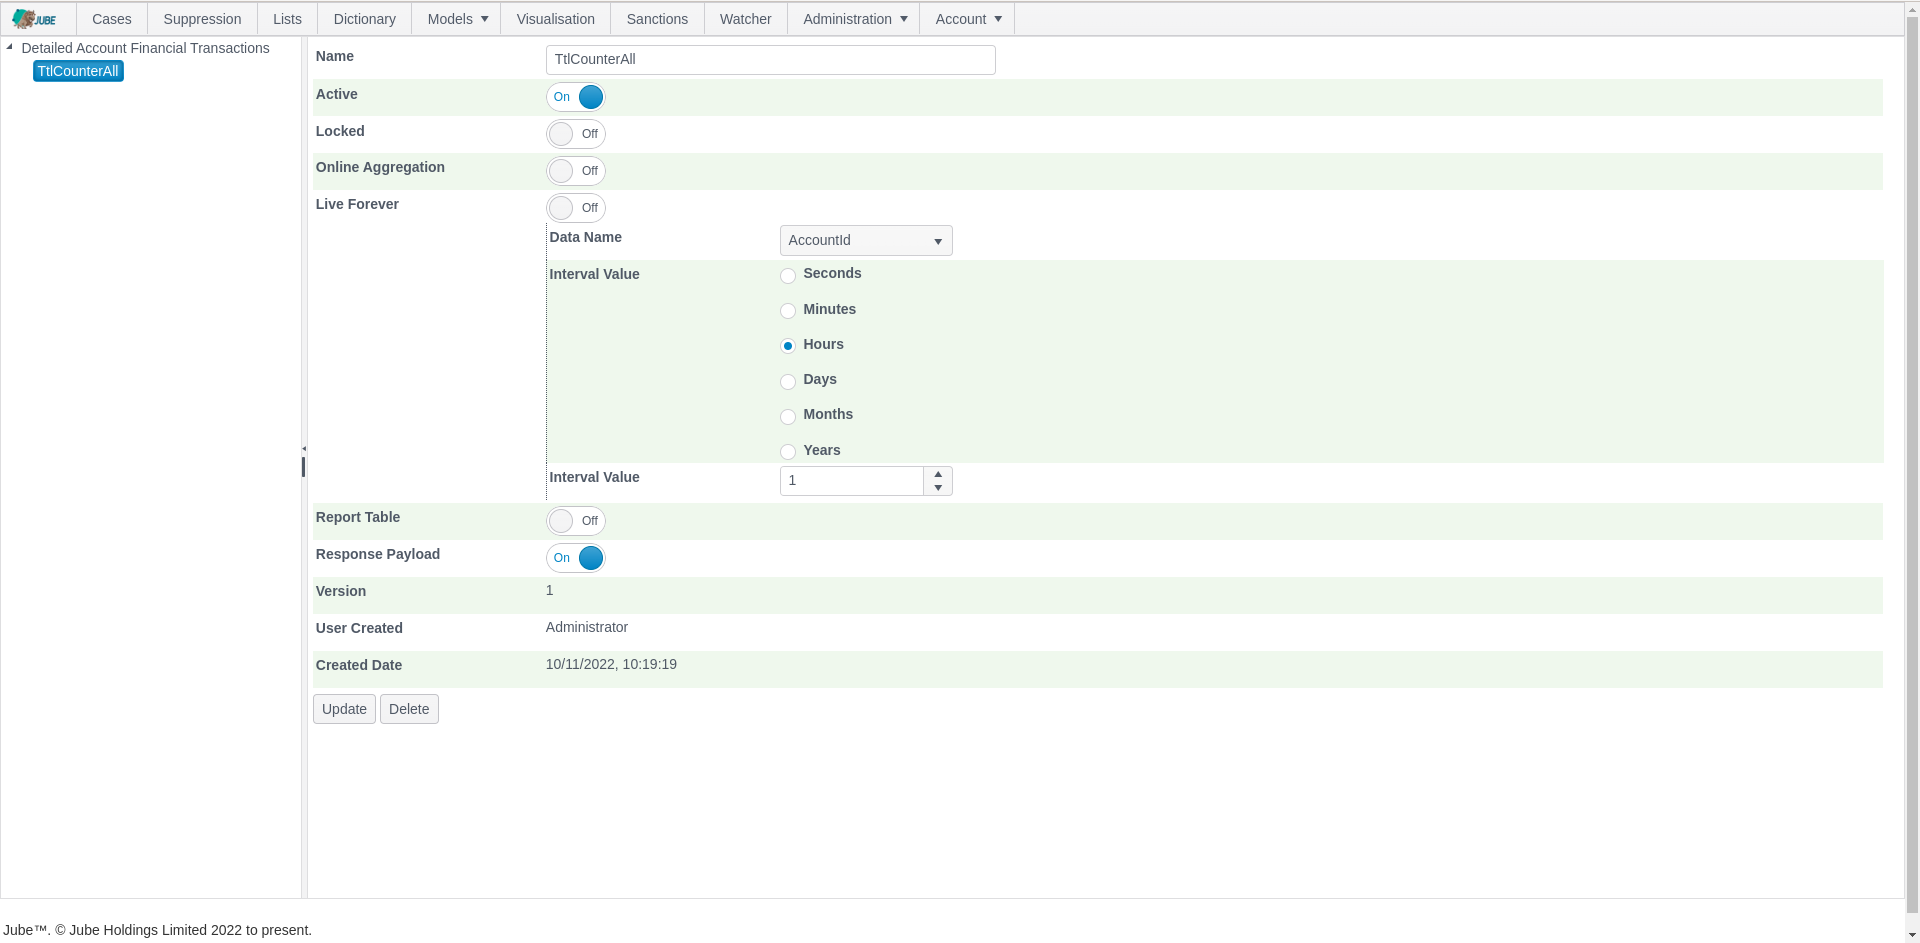 JUBE Cases Suppression Lists Dictionary Models Visualisation Sanctions Watcher Administration Account
Detailed Account Financial Transactions
TtlCounterAll
Name TtlCounterAll
Active On
Locked Off
Online Aggregation Off
Live Forever Off
Data Name AccountId
Interval Value Seconds
Minutes
Hours
Days
Months
Years
Interval Value 1
Report Table Off
Response Payload On
Version 1
User Created Administrator
Created Date 10/11/2022, 10:19:19
Update Delete
Jube™. © Jube Holdings Limited 2022 to present.